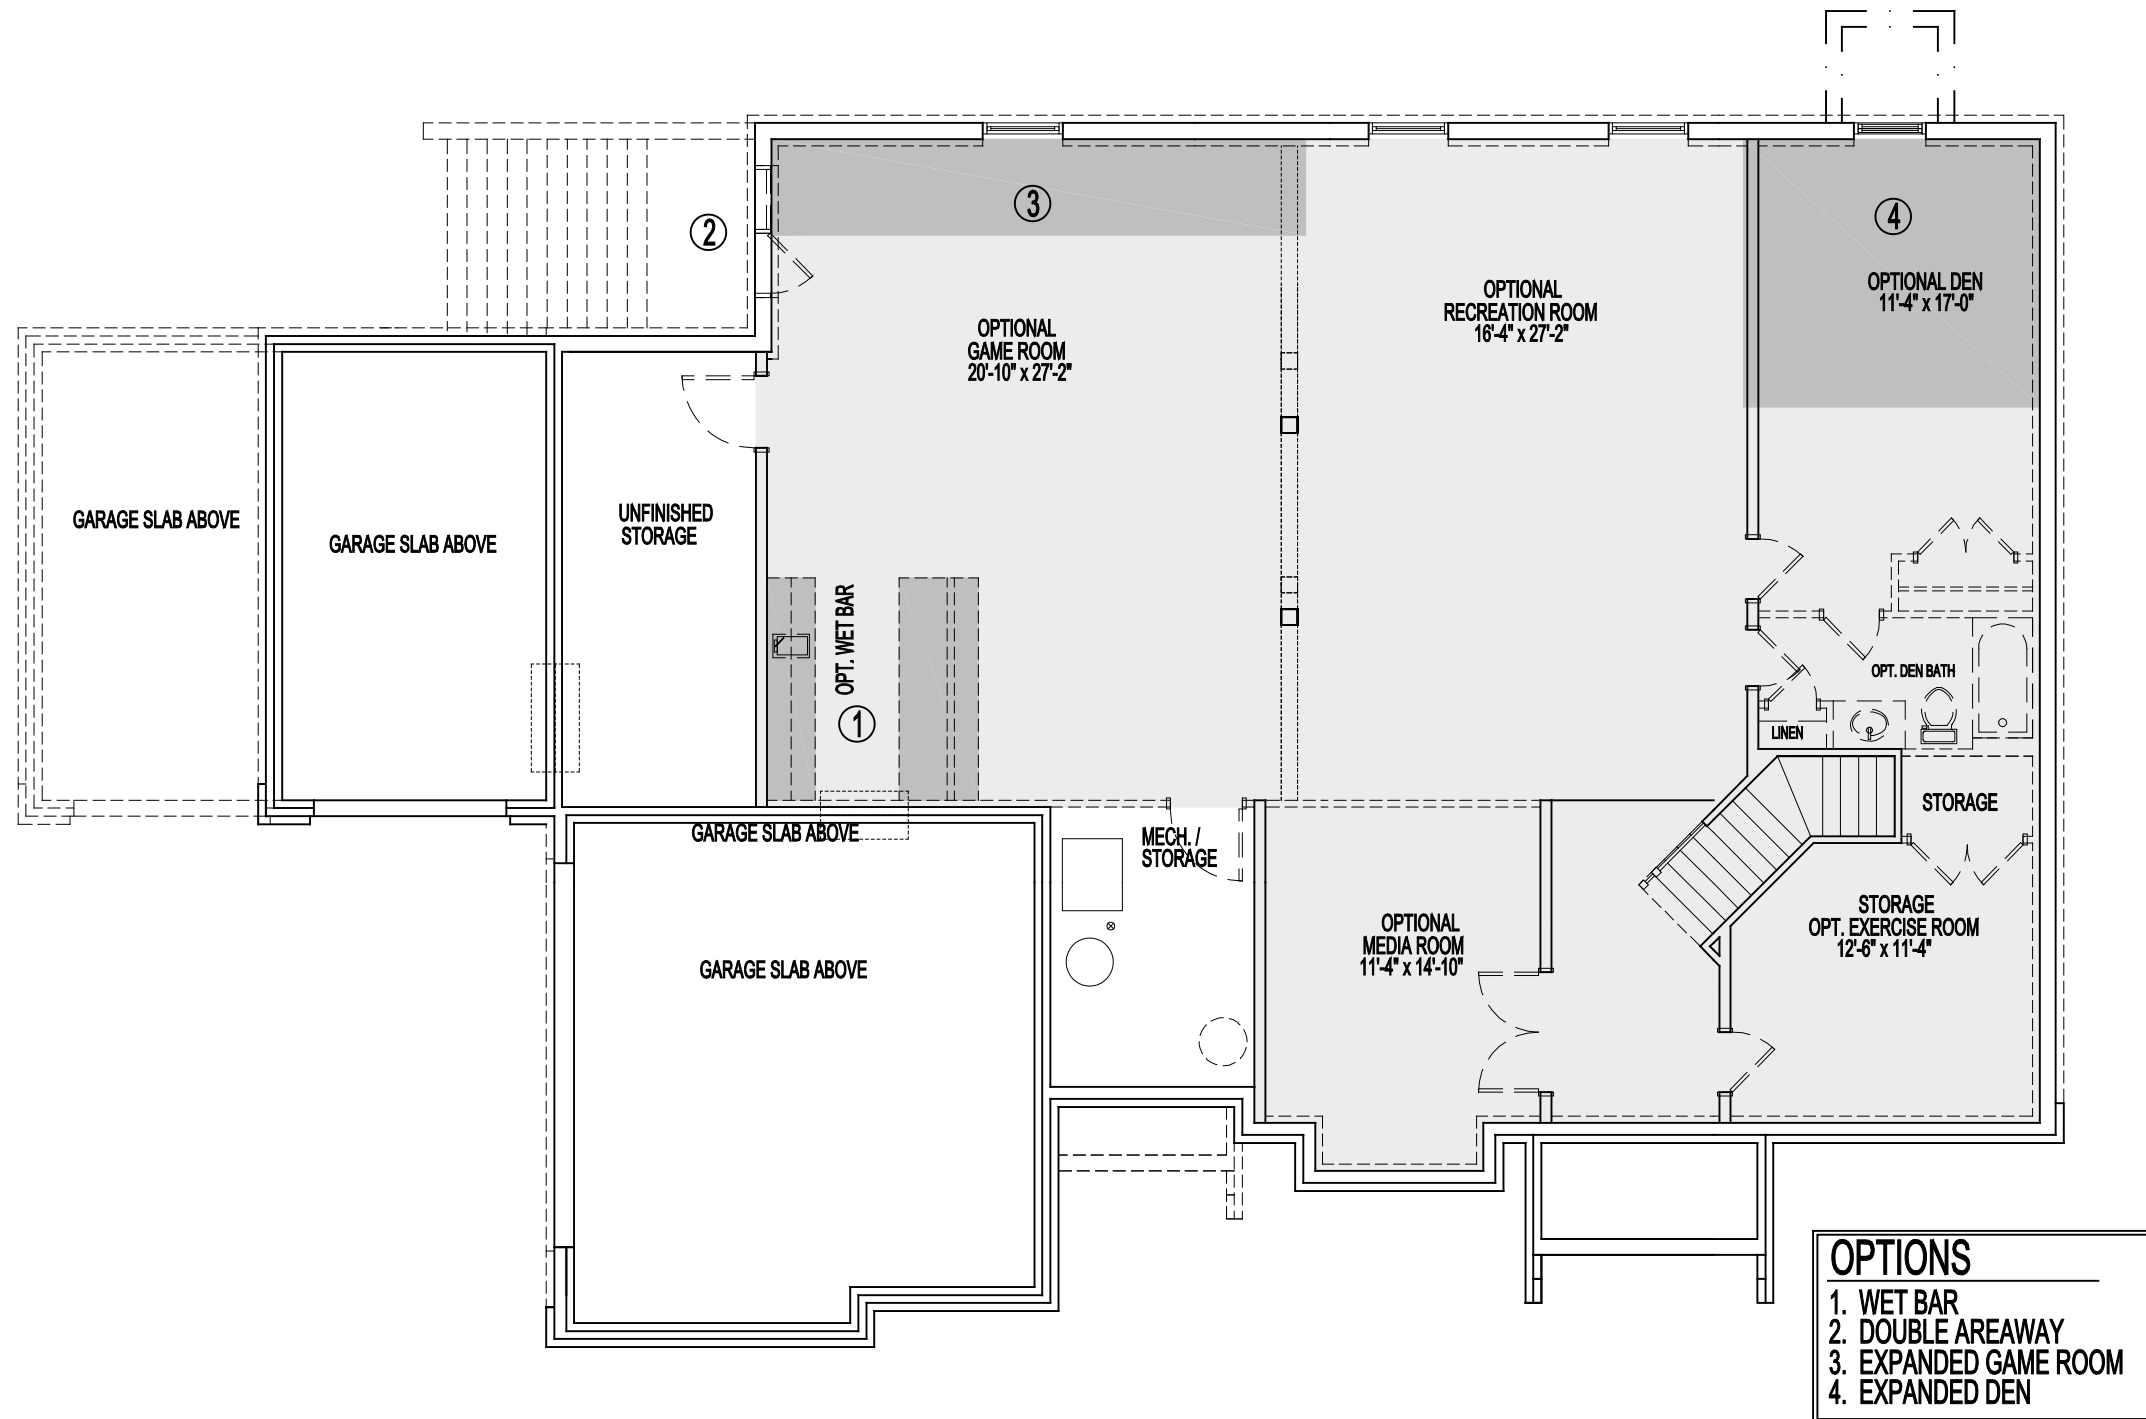 3
4
2
OPTIONAL DEN
11'-4" x 17'-0"
OPTIONAL
RECREATION ROOM
16'-4" x 27'-2"
OPTIONAL
GAME ROOM
20'-10" x 27'-2"
GARAGE SLAB ABOVE
GARAGE SLAB ABOVE
UNFINISHED
STORAGE
OPT. WET BAR
1
OPT. DEN BATH
LINEN
STORAGE
GARAGE SLAB ABOVE
MECH. /
STORAGE
STORAGE
OPT. EXERCISE ROOM
12'-6" x 11'-4"
OPTIONAL
MEDIA ROOM
11'-4" x 14'-10"
GARAGE SLAB ABOVE
OPTIONS
1. WET BAR
2. DOUBLE AREAWAY
3. EXPANDED GAME ROOM
4. EXPANDED DEN